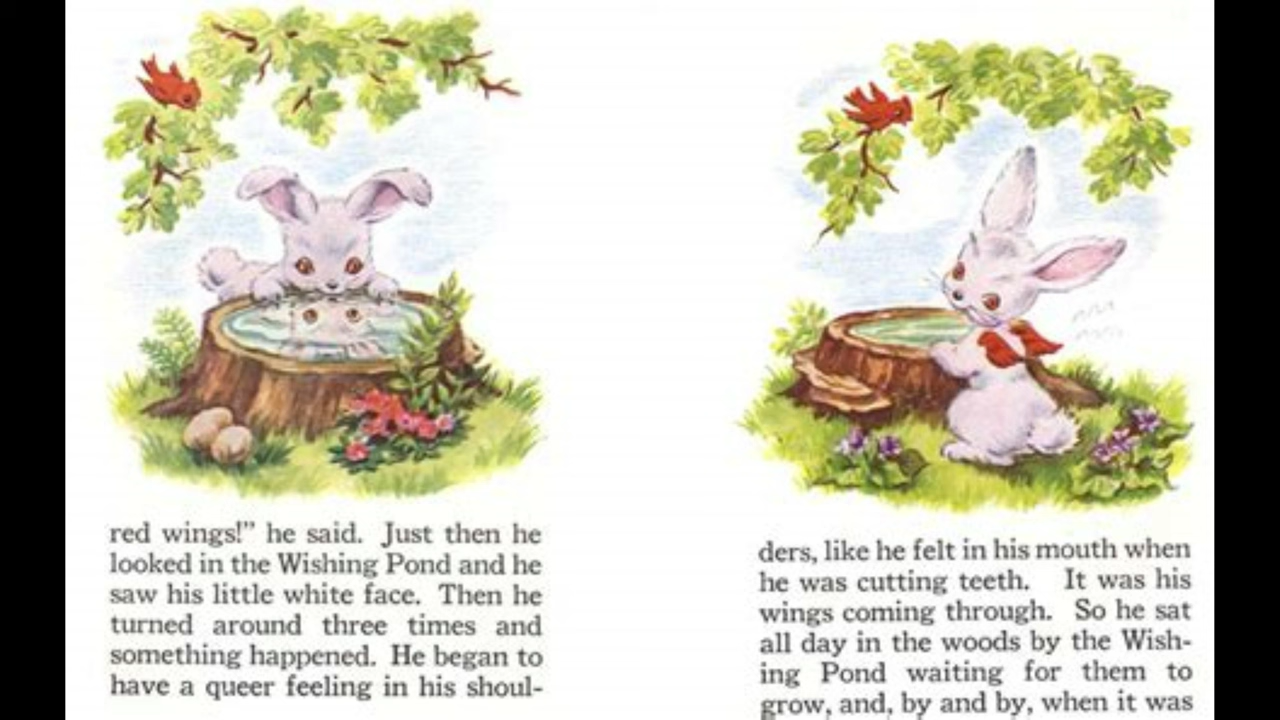 red wings!” he said. Just then he
looked in the Wishing Pond and he
saw his little white face. Then he
turned around three times and
something happened. He began to
have a queer feeling in his shoul-
ders, like he felt in his mouth when
he was cutting teeth. It was his
wings coming through. So he sat
all day in the woods by the Wish-
ing Pond waiting for them to
grow, and, by and by, when it was